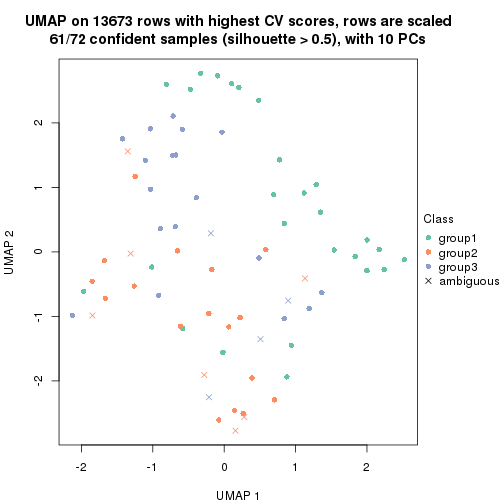 UMAP on 13673 rows with highest CV scores, rows are scaled
61/72 confident samples (silhouette > 0.5), with 10 PCs
2
1
0
-1
-2
UMAP 2
-2
-1
0
1
2
UMAP 1
Class
group1
group2
group3
ambiguous